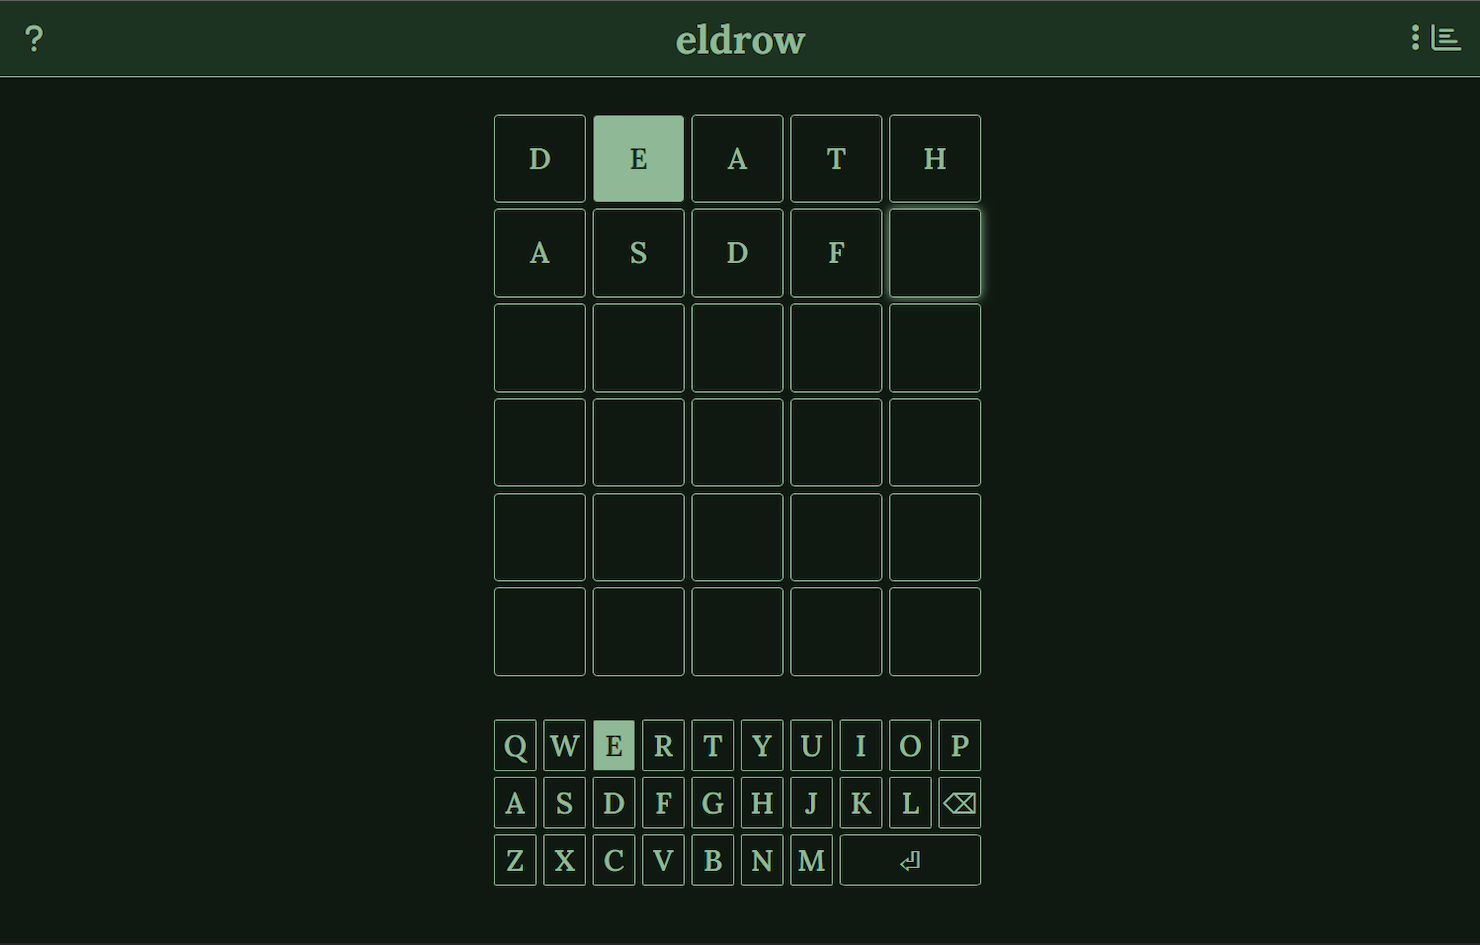 ?
eldrow
D E A T H
A S D F
Q W E R T Y U I O P
A S D F G H J K L ⌫
Z X C V B N M ⏎